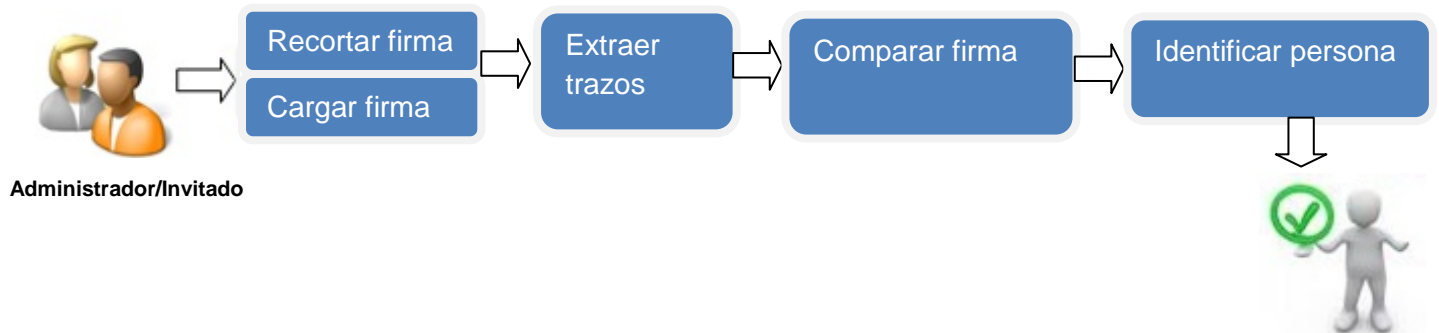 Recortar firma
Cargar firma
Extraer
trazos
Comparar firma
Identificar persona
Administrador/Invitado